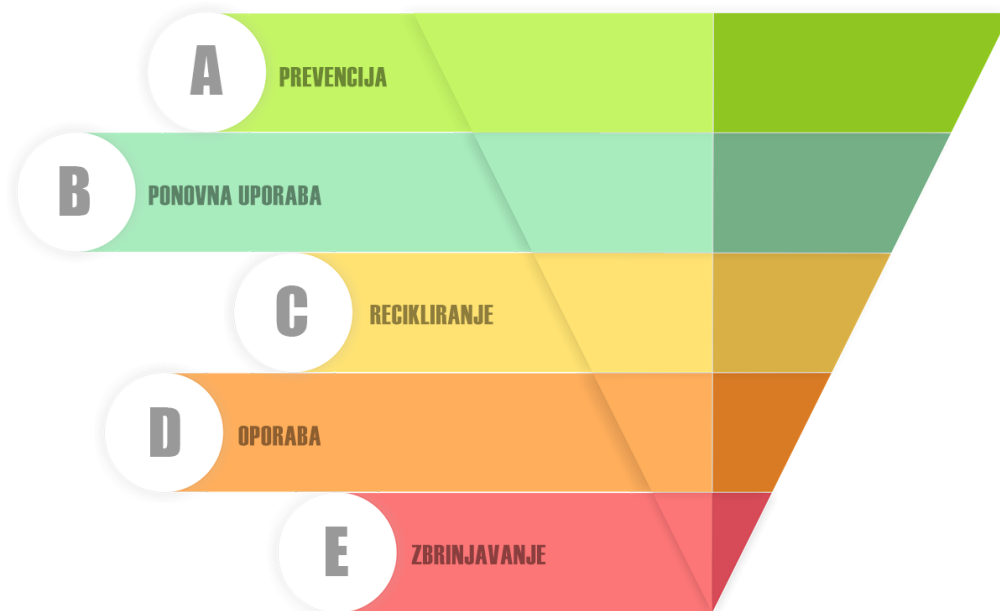 A
PREVENCIJA
B
PONOVNA UPORABA
C
RECIKLIRANJE
D
OPORABA
E
ZBRINJAVANJE